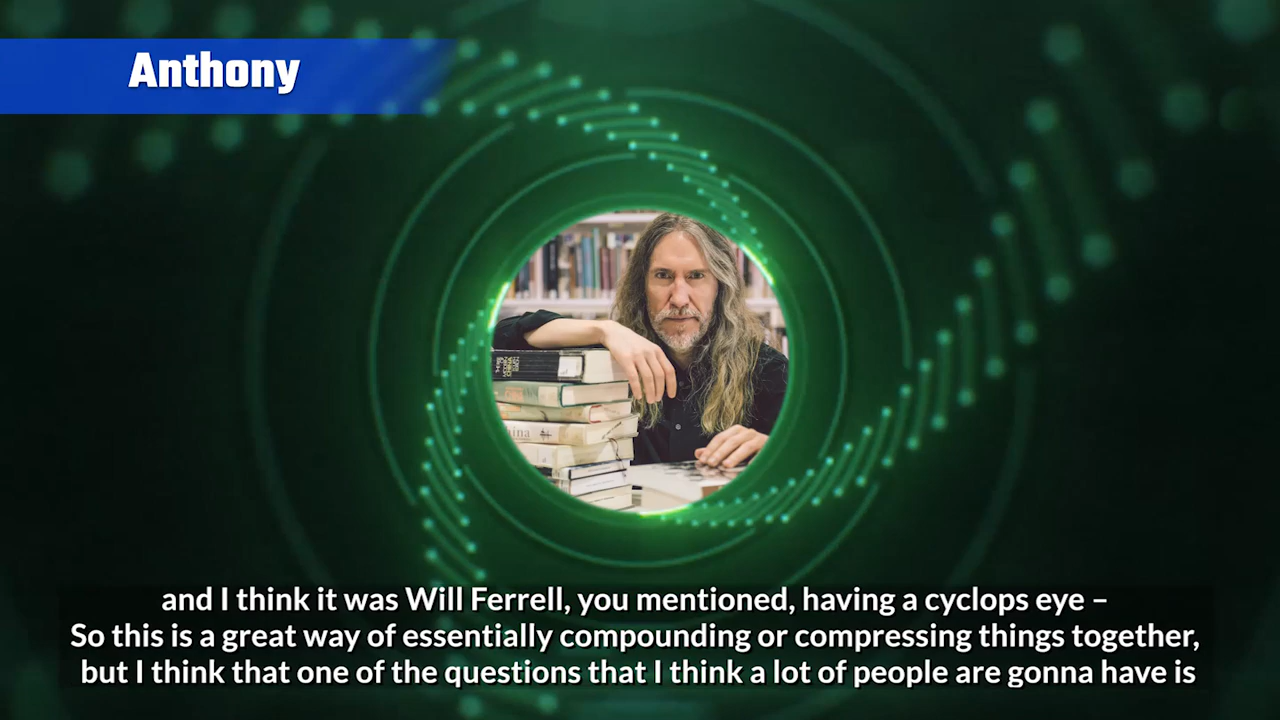 Anthony
and I think it was Will Ferrell, you mentioned, having a cyclops eye –
So this is a great way of essentially compounding or compressing things together,
but I think that one of the questions that I think a lot of people are gonna have is